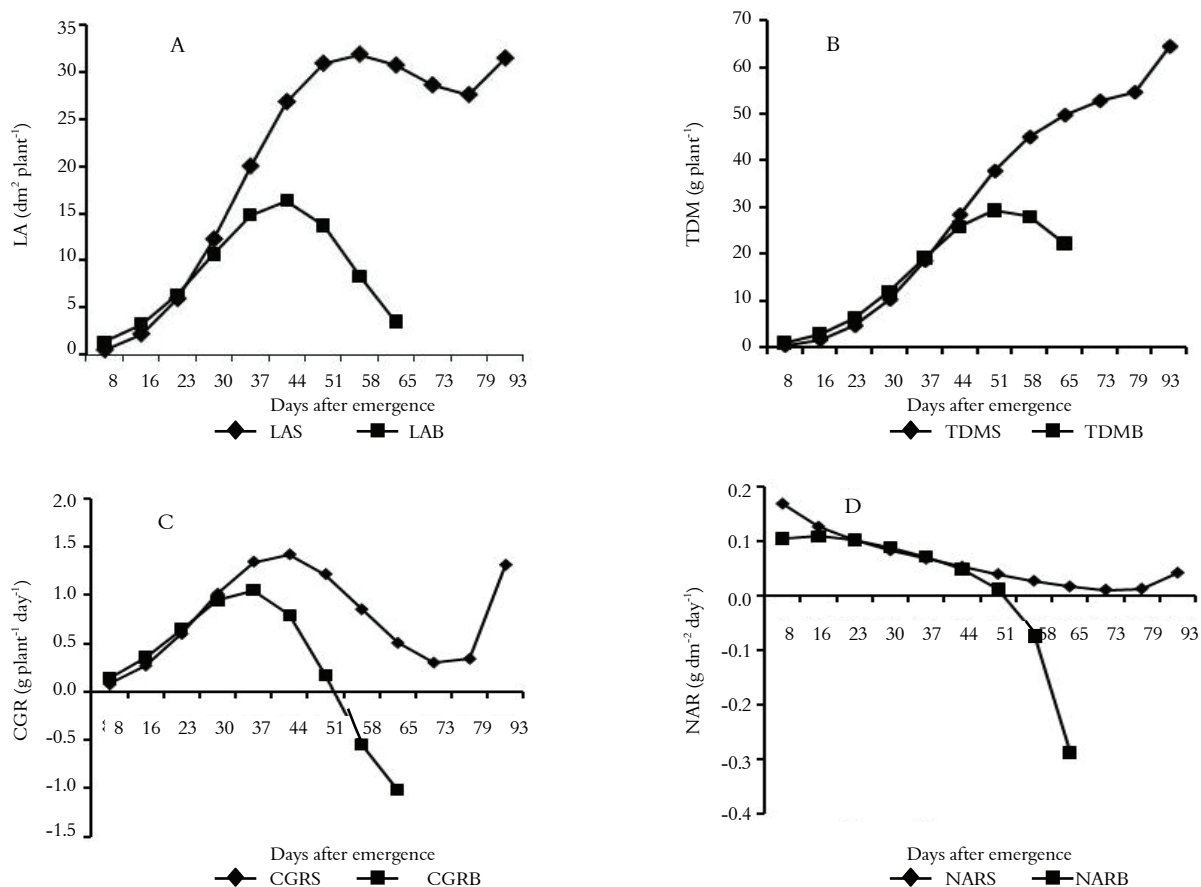 A
LA (dm² plant⁻¹)
35
30
25
20
15
10
5
0
8 16 23 30 37 44 51 58 65 73 79 93
Days after emergence
LAS LAB
B
TDM (g plant⁻¹)
70
60
50
40
30
20
10
0
8 16 23 30 37 44 51 58 65 73 79 93
Days after emergence
TDMS TDMB
C
CGR (g plant⁻¹ day⁻¹)
2.0
1.5
1.0
0.5
0.0
-0.5
-1.0
-1.5
8 16 23 30 37 44 51 58 65 73 79 93
Days after emergence
CGRS CGRB
D
NAR (g dm⁻² day⁻¹)
0.2
0.1
0.0
-0.1
-0.2
-0.3
-0.4
8 16 23 30 37 44 51 58 65 73 79 93
Days after emergence
NARS NARB